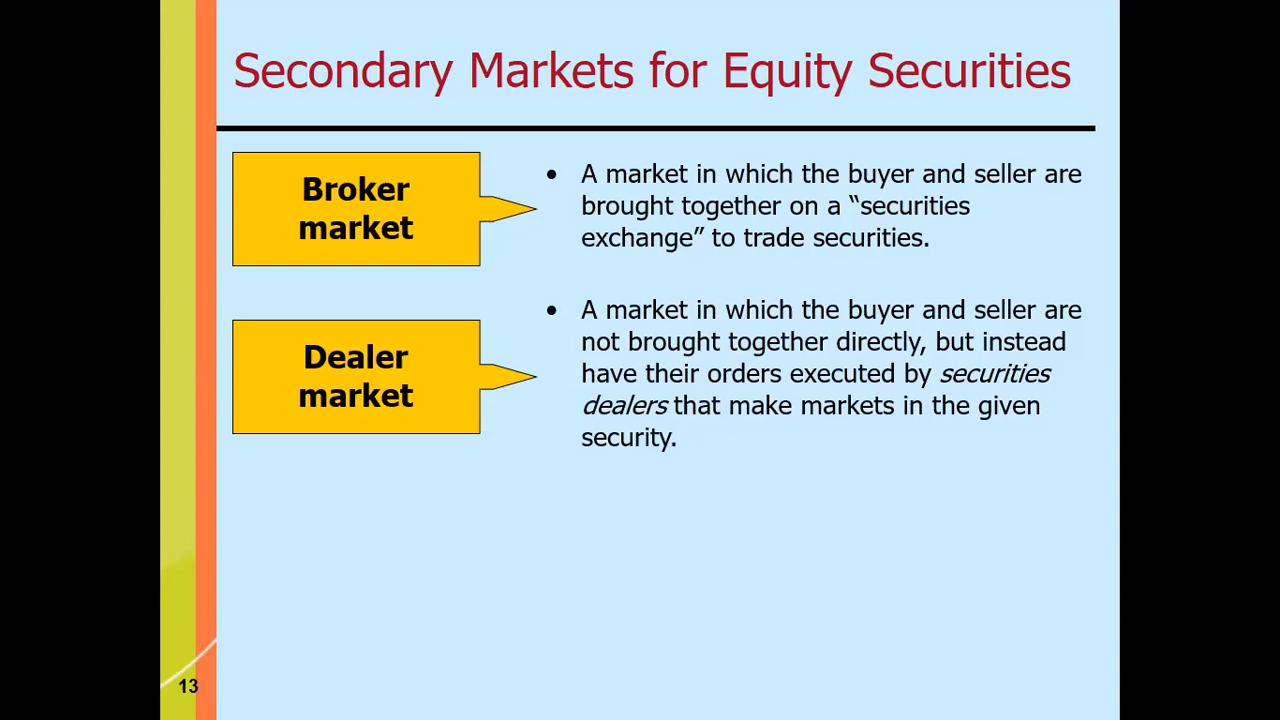 Secondary Markets for Equity Securities
Broker
market
• A market in which the buyer and seller are
brought together on a “securities
exchange” to trade securities.
Dealer
market
• A market in which the buyer and seller are
not brought together directly, but instead
have their orders executed by securities
dealers that make markets in the given
security.
13